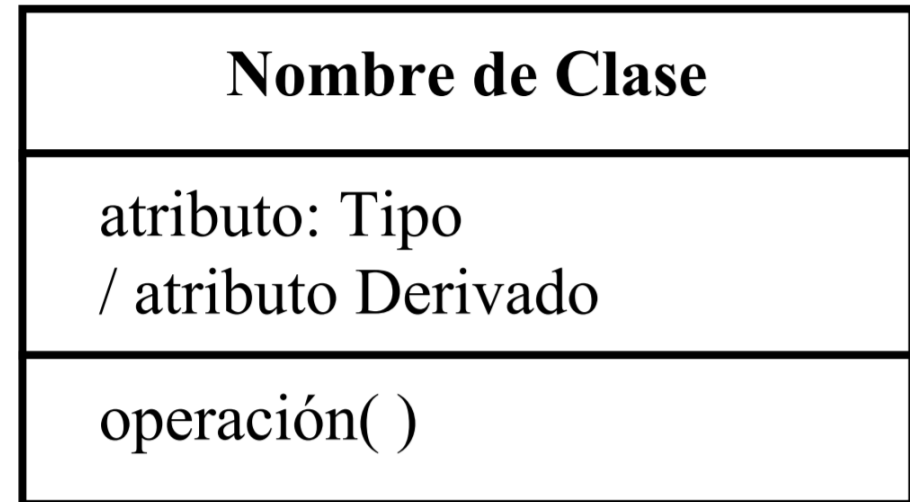 Nombre de Clase
atributo: Tipo
/ atributo Derivado
operación( )